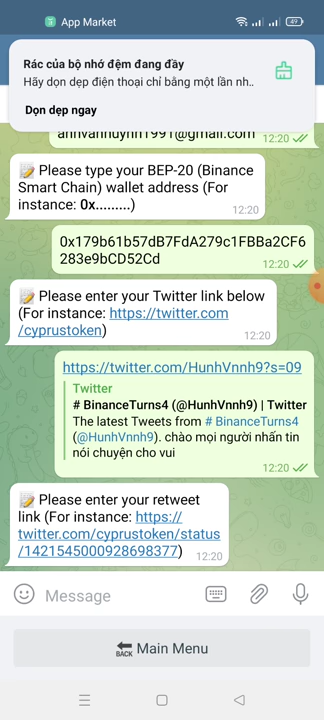 App Market
49
Rác của bộ nhớ đệm đang đầy
Hãy dọn dẹp điện thoại chỉ bằng một lần nh..
Dọn dẹp ngay
anhvanhuynh1991@gmail.com 12:20
Please type your BEP-20 (Binance
Smart Chain) wallet address (For
instance: 0x.........) 12:20
0x179b61b57dB7FdA279c1FBBa2CF6
283e9bCD52Cd 12:20
Please enter your Twitter link below
(For instance: https://twitter.com
/cyprustoken) 12:20
https://twitter.com/HunhVnnh9?s=09
Twitter
# BinanceTurns4 (@HunhVnnh9) | Twitter
The latest Tweets from # BinanceTurns4
(@HunhVnnh9). chào mọi người nhấn tin
nói chuyện cho vui
12:20
Please enter your retweet
link (For instance: https://
twitter.com/cyprustoken/status
/1421545000928698377) 12:20
Message
BACK Main Menu